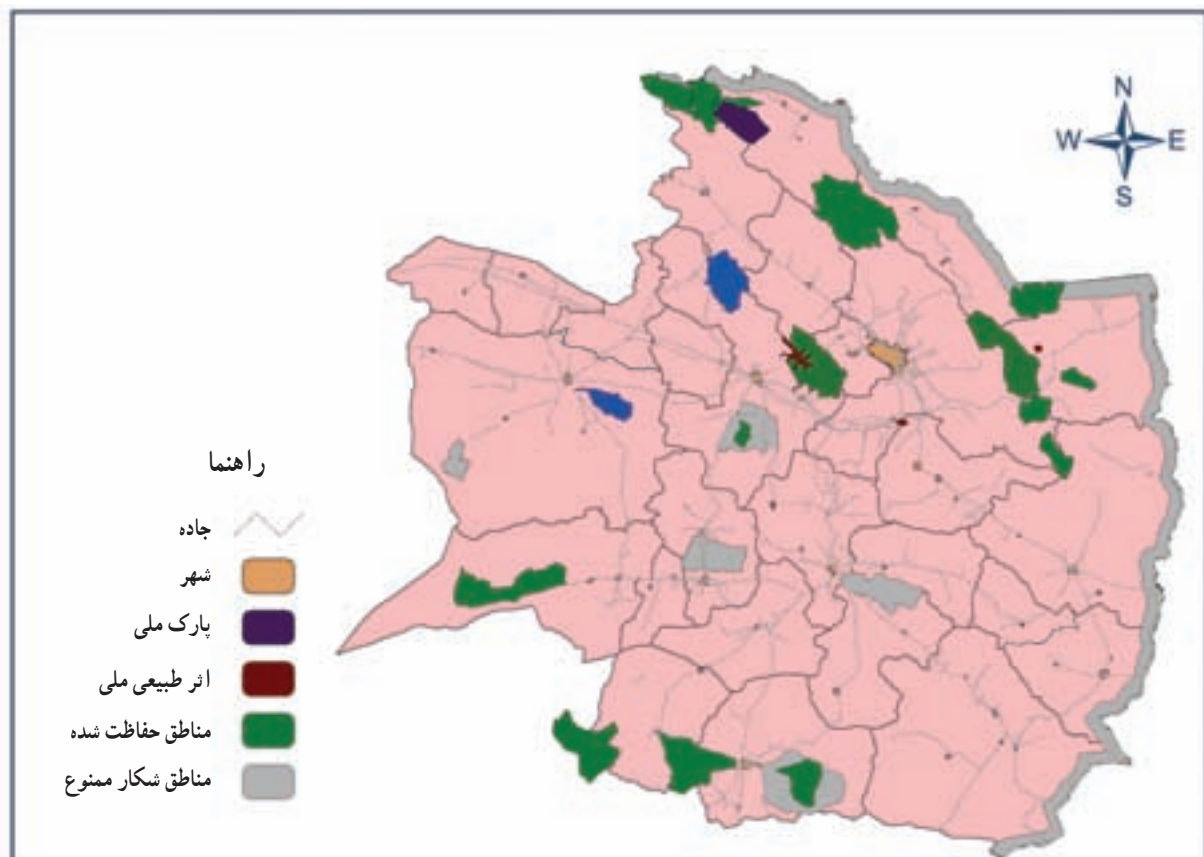 N
W E
S
راهنما
جاده
شهر
پارک ملی
اثر طبیعی ملی
مناطق حفاظت شده
مناطق شکار ممنوع